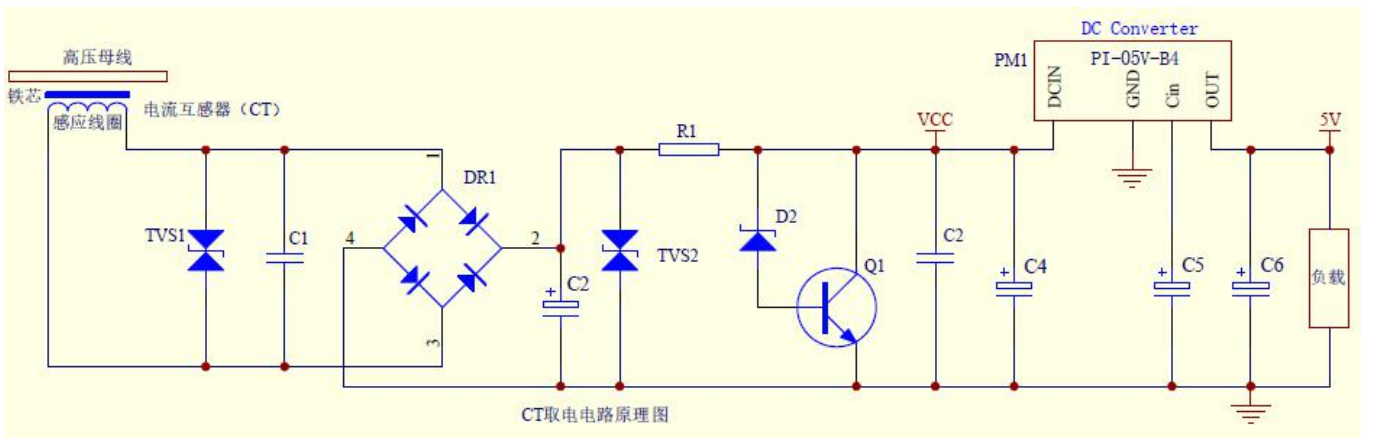 高压母线
铁芯
感应线圈
电流互感器（CT）
TVS1
C1
1
DR1
4
2
3
C2
TVS2
R1
D2
Q1
VCC
C2
C4
DC Converter
PM1
PI-05V-B4
DCIN
GND
Cin
OUT
5V
C5
C6
负载
CT取电电路原理图